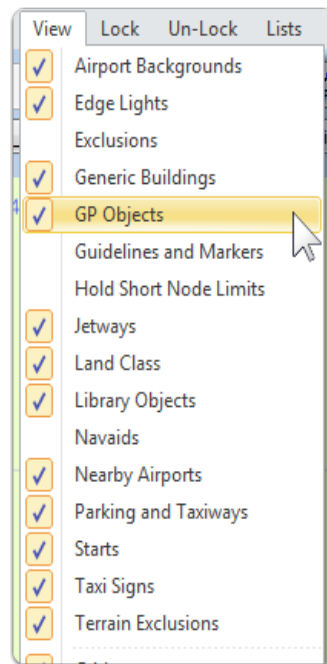 View Lock Un-Lock Lists
Airport Backgrounds
Edge Lights
Exclusions
Generic Buildings
GP Objects
Guidelines and Markers
Hold Short Node Limits
Jetways
Land Class
Library Objects
Navaids
Nearby Airports
Parking and Taxiways
Starts
Taxi Signs
Terrain Exclusions